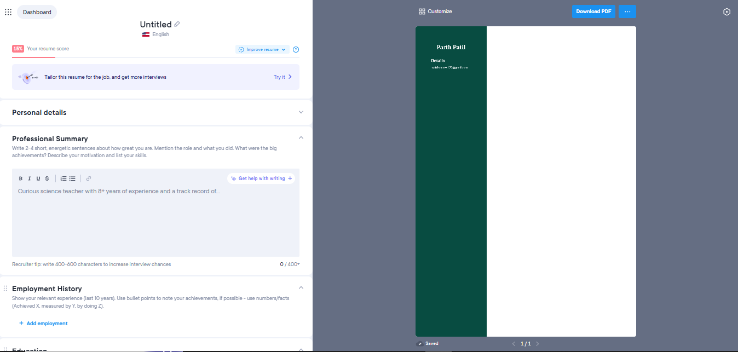 Dashboard
Untitled
English
Your resume score
Improve resume
Tailor this resume for the job, and get more interviews
Try it
Personal details
Professional Summary
Write 2-4 short, energetic sentences about how great you are. Mention the role and what you did. What were the big
achievements? Describe your motivation and list your skills.
B I U S
Get help with writing
Curious science teacher with 8+ years of experience and a track record of...
Recruiter tip: write 400-600 characters to increase interview chances
0 / 400+
Employment History
Show your relevant experience (last 10 years). Use bullet points to note your achievements, if possible - use numbers/facts
(Achieved X, measured by Y, by doing Z).
+ Add employment
Education
Customize
Download PDF
Parth Patil
Details
Saved
1 / 1